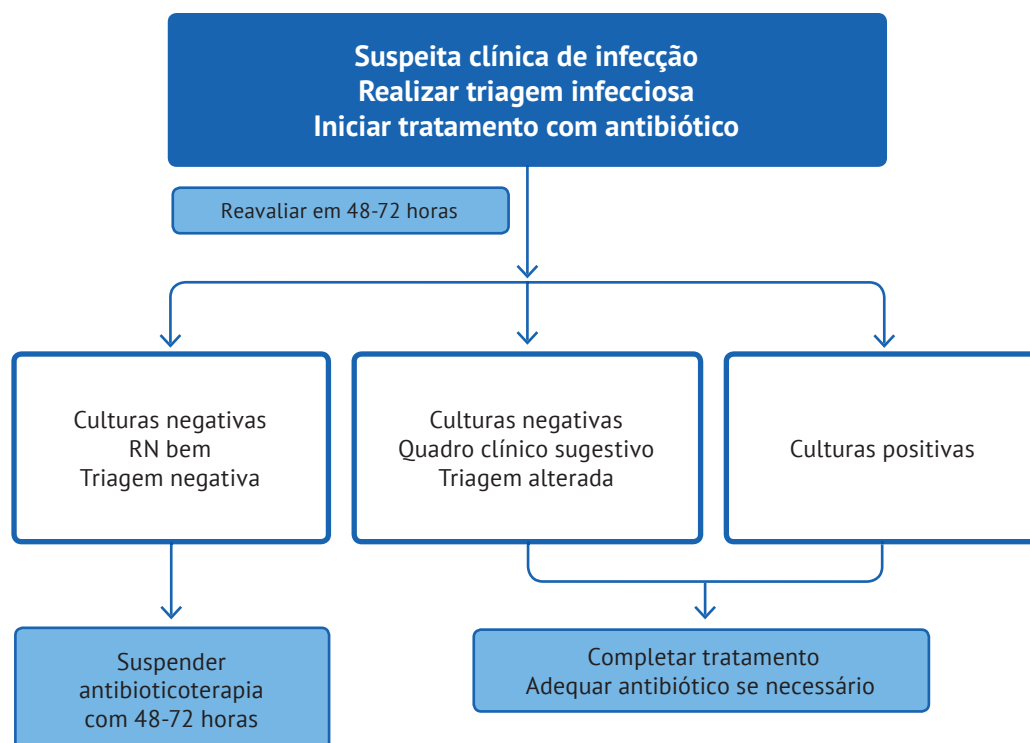 Suspeita clínica de infecção
Realizar triagem infecciosa
Iniciar tratamento com antibiótico
Reavaliar em 48-72 horas
Culturas negativas
RN bem
Triagem negativa
Culturas negativas
Quadro clínico sugestivo
Triagem alterada
Culturas positivas
Suspender
antibioticoterapia
com 48-72 horas
Completar tratamento
Adequar antibiótico se necessário